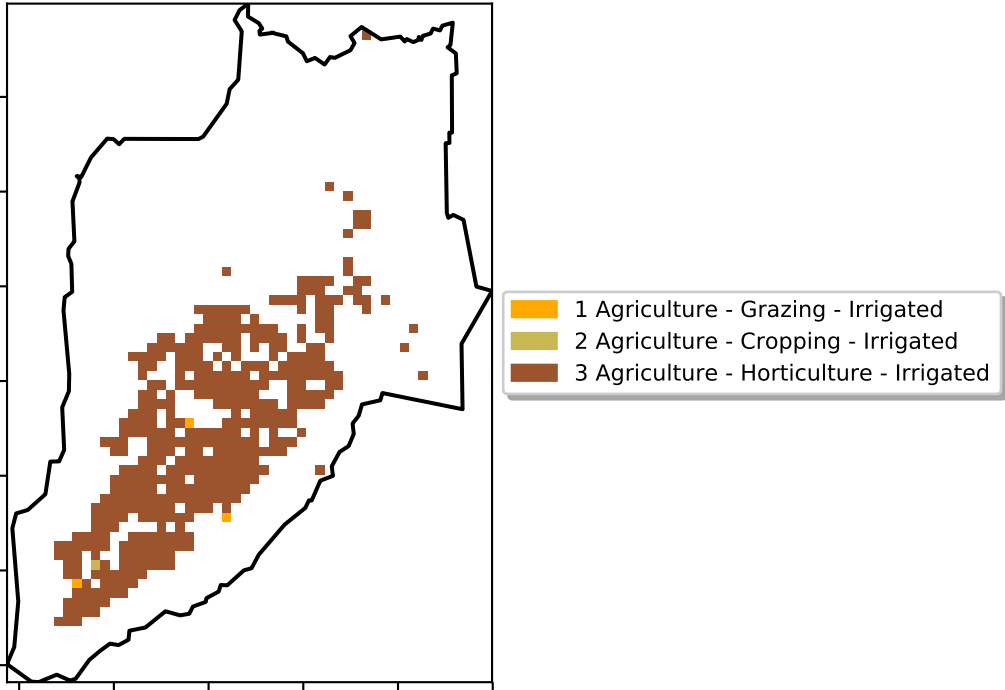 1 Agriculture - Grazing - Irrigated
2 Agriculture - Cropping - Irrigated
3 Agriculture - Horticulture - Irrigated